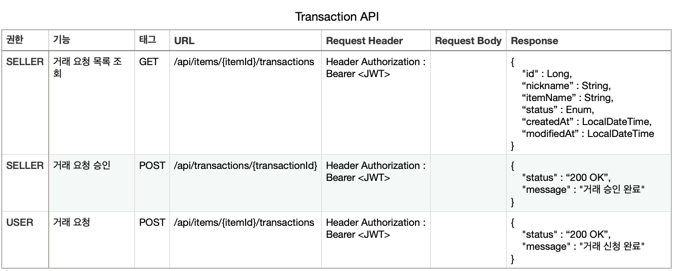 Transaction API
권한 기능 태그 URL Request Header Request Body Response
SELLER 거래 요청 목록 조회 GET /api/items/{itemId}/transactions Header Authorization : Bearer <JWT>
{
"id" : Long,
"nickname" : String,
"itemName" : String,
"status" : Enum,
"createdAt" : LocalDateTime,
"modifiedAt" : LocalDateTime
}
SELLER 거래 요청 승인 POST /api/transactions/{transactionId} Header Authorization : Bearer <JWT>
{
"status" : “200 OK”,
"message" : "거래 승인 완료"
}
USER 거래 요청 POST /api/items/{itemId}/transactions Header Authorization : Bearer <JWT>
{
"status" : “200 OK”,
"message" : "거래 신청 완료"
}